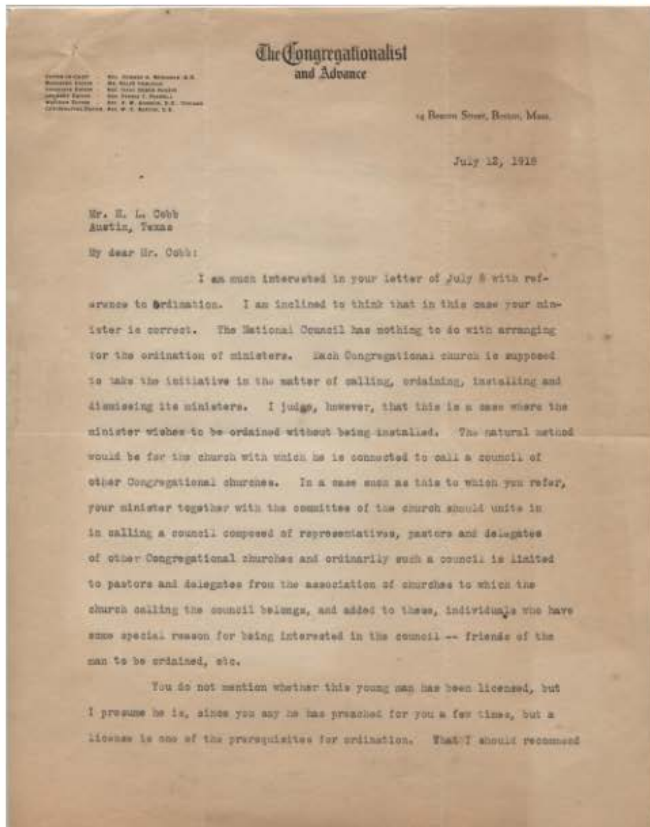 The Congregationalist
and Advance
14 Beacon Street, Boston, Mass.
July 12, 1918
Mr. H. L. Cobb
Austin, Texas
My dear Mr. Cobb:
I am much interested in your letter of July 8 with ref-
erence to ordination. I am inclined to think that in this case your min-
ister is correct. The National Council has nothing to do with arranging
for the ordination of ministers. Each Congregational church is supposed
to take the initiative in the matter of calling, ordaining, installing and
dismissing its ministers. I judge, however, that this is a case where the
minister wishes to be ordained without being installed. The natural method
would be for the church with which he is connected to call a council of
other Congregational churches. In a case such as this to which you refer,
your minister together with the committee of the church should unite in
in calling a council composed of representatives, pastors and delegates
of other Congregational churches and ordinarily such a council is limited
to pastors and delegates from the association of churches to which the
church calling the council belongs, and added to these, individuals who have
some special reason for being interested in the council -- friends of the
man to be ordained, etc.
You do not mention whether this young man has been licensed, but
I presume he is, since you say he has preached for you a few times, but a
license is one of the prerequisites for ordination. What I should recommend